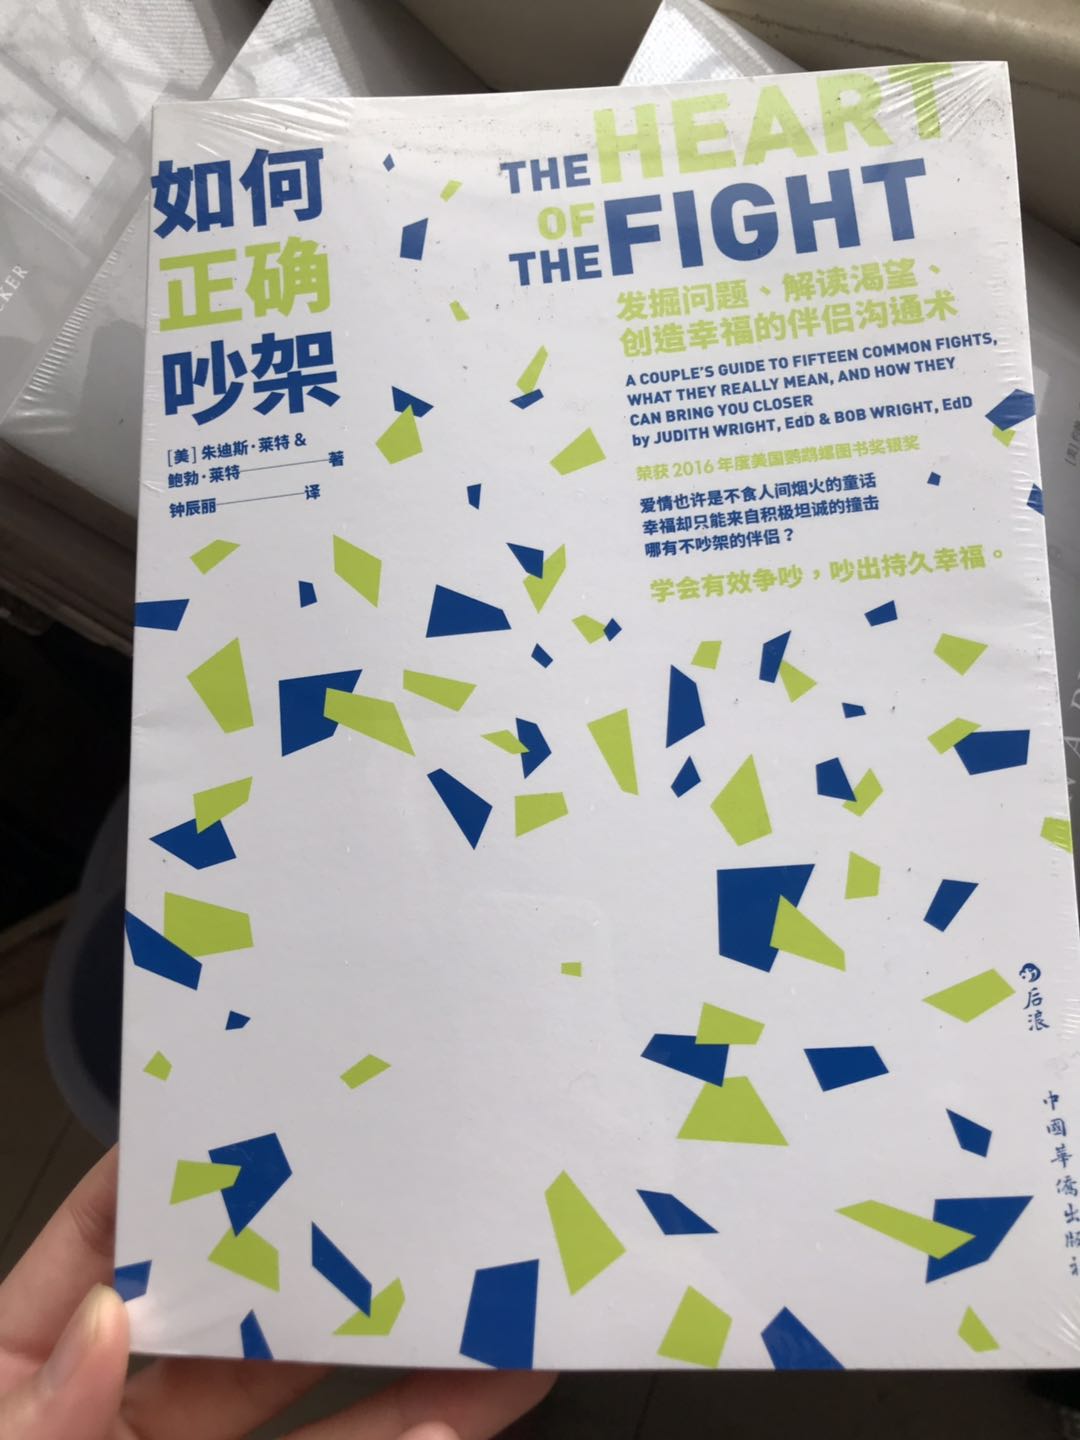 如何
正确
吵架
[美] 朱迪斯·莱特 &
鲍勃·莱特 著
钟辰丽 译
THE HEART
OF
THE FIGHT
发掘问题、解读渴望、
创造幸福的伴侣沟通术
A COUPLE'S GUIDE TO FIFTEEN COMMON FIGHTS,
WHAT THEY REALLY MEAN, AND HOW THEY
CAN BRING YOU CLOSER
by JUDITH WRIGHT, EdD & BOB WRIGHT, EdD
荣获 2016 年度美国鹦鹉螺图书奖银奖
爱情也许是不食人间烟火的童话
幸福却只能来自积极坦诚的撞击
哪有不吵架的伴侣？
学会有效争吵，吵出持久幸福。
后浪
中國華僑出版社
CKER